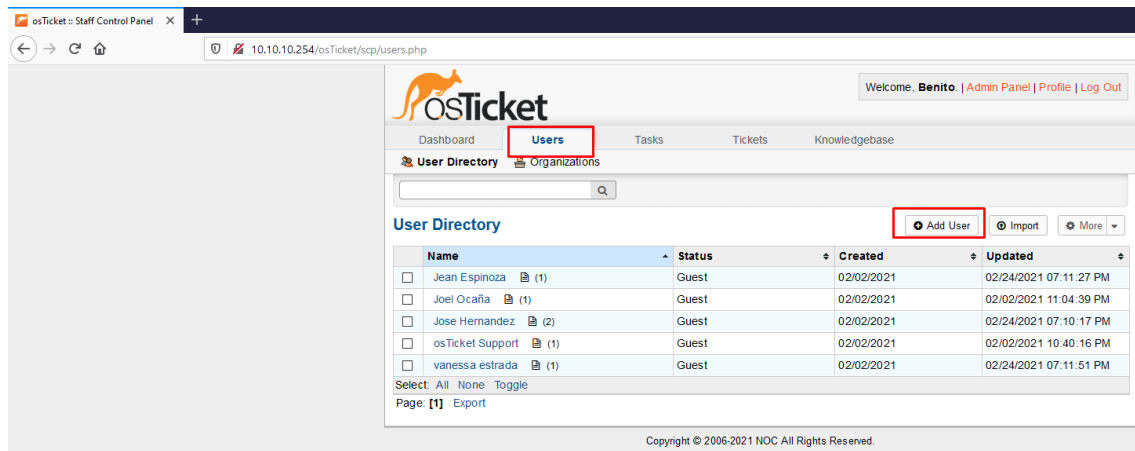 osTicket :: Staff Control Panel
10.10.10.254/osTicket/scp/users.php
osTicket
Welcome, Benito. | Admin Panel | Profile | Log Out
Dashboard Users Tasks Tickets Knowledgebase
User Directory Organizations
User Directory
Add User Import More
Name Status Created Updated
Jean Espinoza (1) Guest 02/02/2021 02/24/2021 07:11:27 PM
Joel Ocaña (1) Guest 02/02/2021 02/02/2021 11:04:39 PM
Jose Hernandez (2) Guest 02/02/2021 02/24/2021 07:10:17 PM
osTicket Support (1) Guest 02/02/2021 02/02/2021 10:40:16 PM
vanessa estrada (1) Guest 02/02/2021 02/24/2021 07:11:51 PM
Select: All None Toggle
Page: [1] Export
Copyright © 2006-2021 NOC All Rights Reserved.